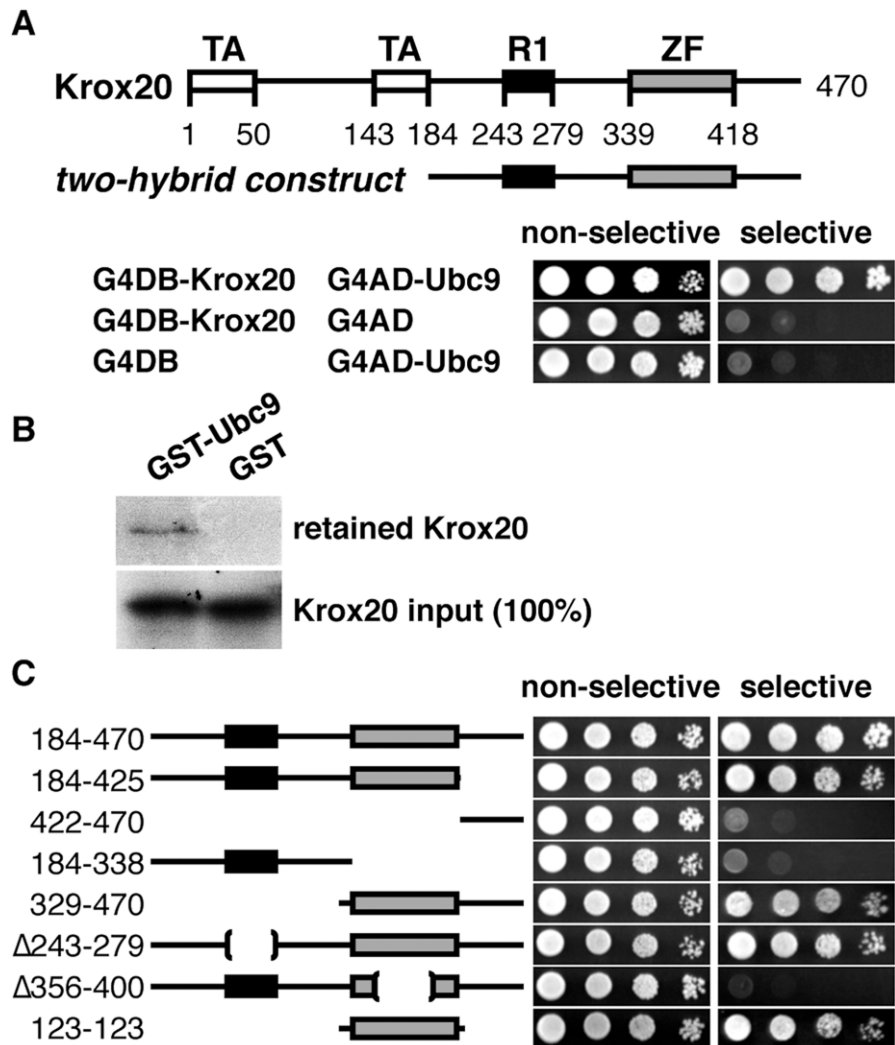 A
TA TA R1 ZF
Krox20 470
1 50 143 184 243 279 339 418
two-hybrid construct
non-selective selective
G4DB-Krox20 G4AD-Ubc9
G4DB-Krox20 G4AD
G4DB G4AD-Ubc9
B
GST-Ubc9
GST
retained Krox20
Krox20 input (100%)
C
non-selective selective
184-470
184-425
422-470
184-338
329-470
Δ243-279
Δ356-400
123-123